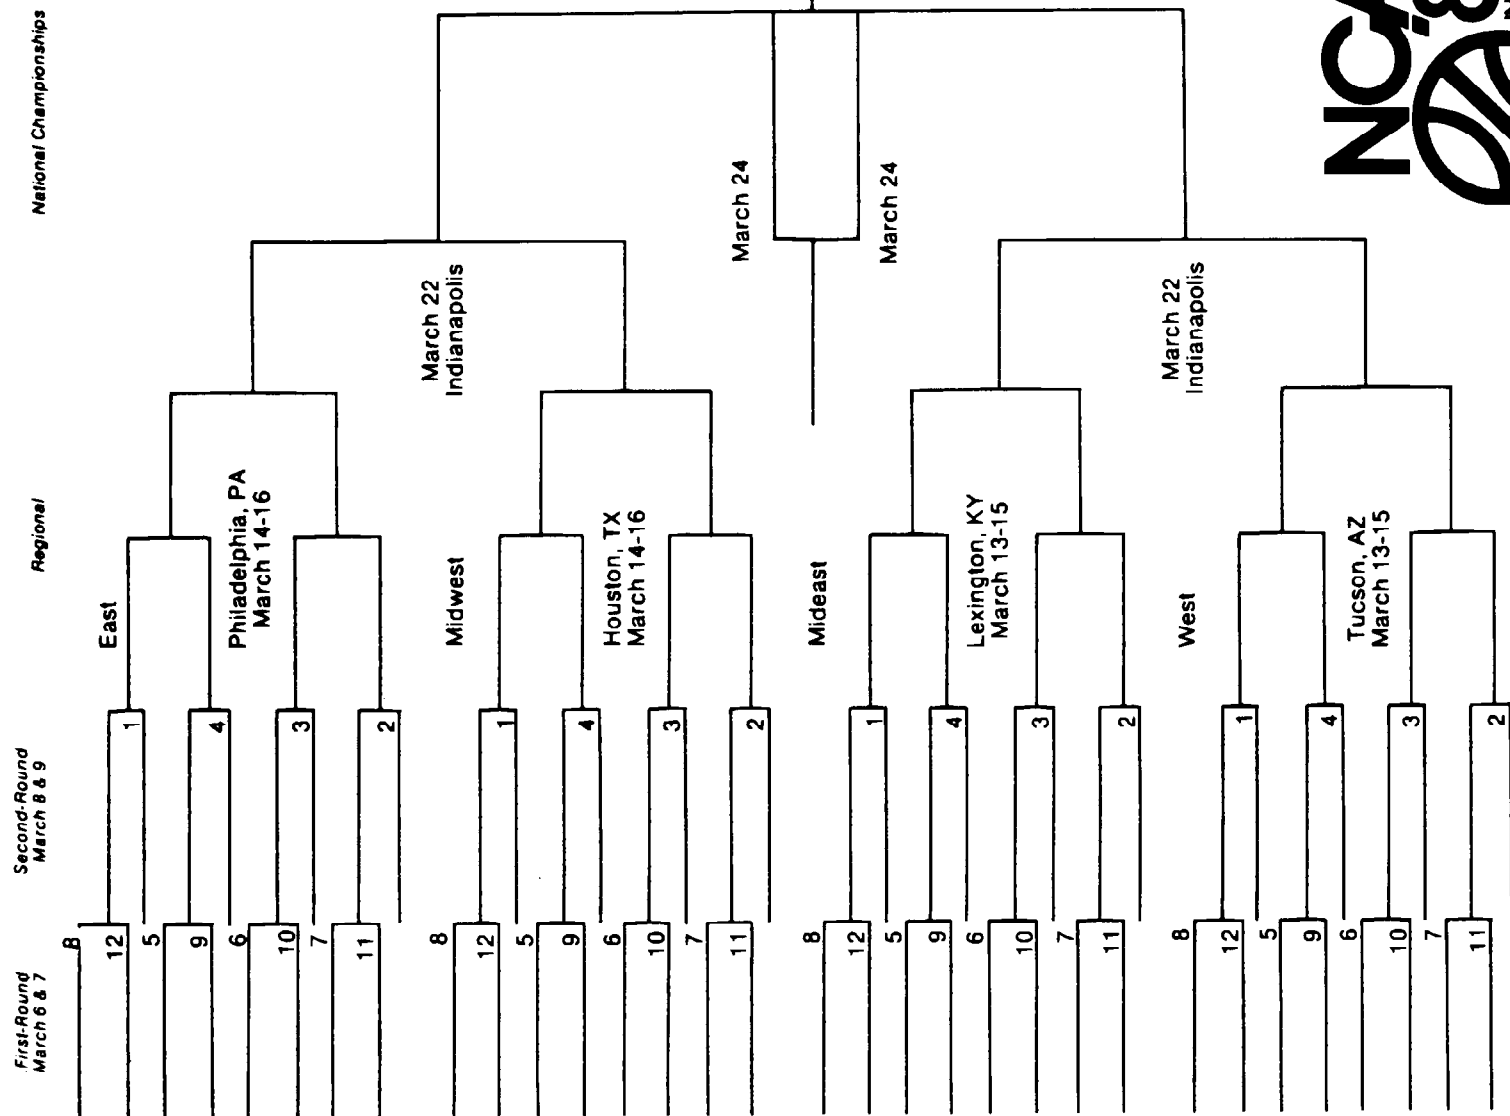 First-Round
March 6 & 7
Second-Round
March 8 & 9
Regional
National Championships
East
Philadelphia, PA
March 14-16
8
12
5
9
6
10
7
11
1
4
3
2
Midwest
Houston, TX
March 14-16
8
12
5
9
6
10
7
11
1
4
3
2
March 22
Indianapolis
Mideast
Lexington, KY
March 13-15
8
12
5
9
6
10
7
11
1
4
3
2
West
Tucson, AZ
March 13-15
8
12
5
9
6
10
7
11
1
4
3
2
March 22
Indianapolis
March 24
March 24
NCA